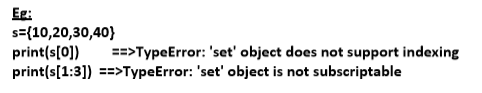 Eg:
s={10,20,30,40}
print(s[0]) ==>TypeError: 'set' object does not support indexing
print(s[1:3]) ==>TypeError: 'set' object is not subscriptable